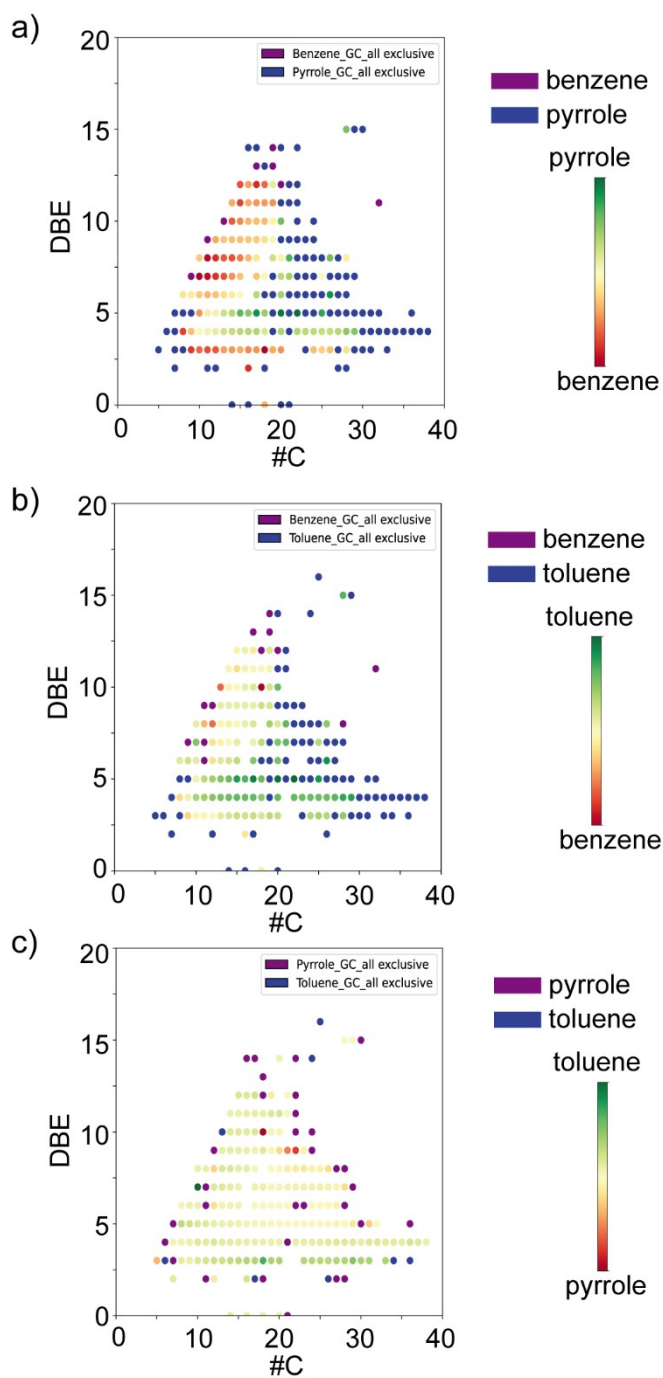 a)
20
15
10
5
0
DBE
Benzene_GC_all exclusive
Pyrrole_GC_all exclusive
0 10 20 30 40
#C
benzene
pyrrole
pyrrole
benzene
b)
20
15
10
5
0
DBE
Benzene_GC_all exclusive
Toluene_GC_all exclusive
0 10 20 30 40
#C
benzene
toluene
toluene
benzene
c)
20
15
10
5
0
DBE
Pyrrole_GC_all exclusive
Toluene_GC_all exclusive
0 10 20 30 40
#C
pyrrole
toluene
toluene
pyrrole